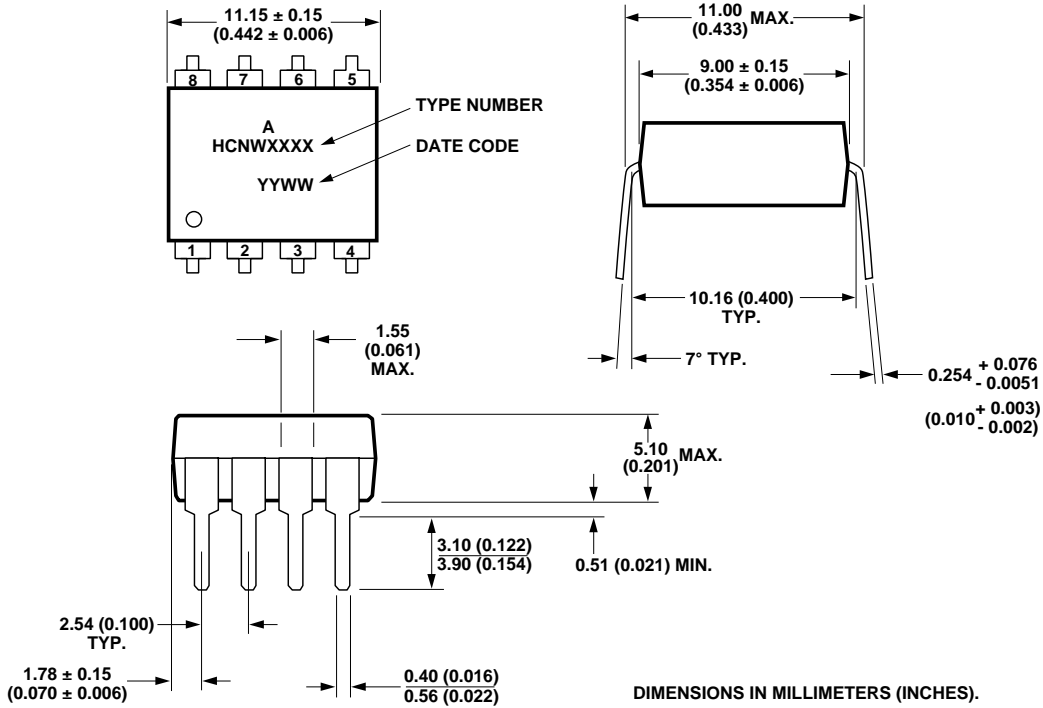 11.15 ± 0.15
(0.442 ± 0.006)
8 7 6 5
A
HCNWXXXX
YYWW
1 2 3 4
TYPE NUMBER
DATE CODE
11.00
(0.433)
MAX.
9.00 ± 0.15
(0.354 ± 0.006)
10.16 (0.400)
TYP.
7° TYP.
0.254 + 0.076
- 0.0051
(0.010 + 0.003)
- 0.002)
1.55
(0.061)
MAX.
5.10
(0.201)
MAX.
3.10 (0.122)
3.90 (0.154)
0.51 (0.021) MIN.
2.54 (0.100)
TYP.
1.78 ± 0.15
(0.070 ± 0.006)
0.40 (0.016)
0.56 (0.022)
DIMENSIONS IN MILLIMETERS (INCHES).